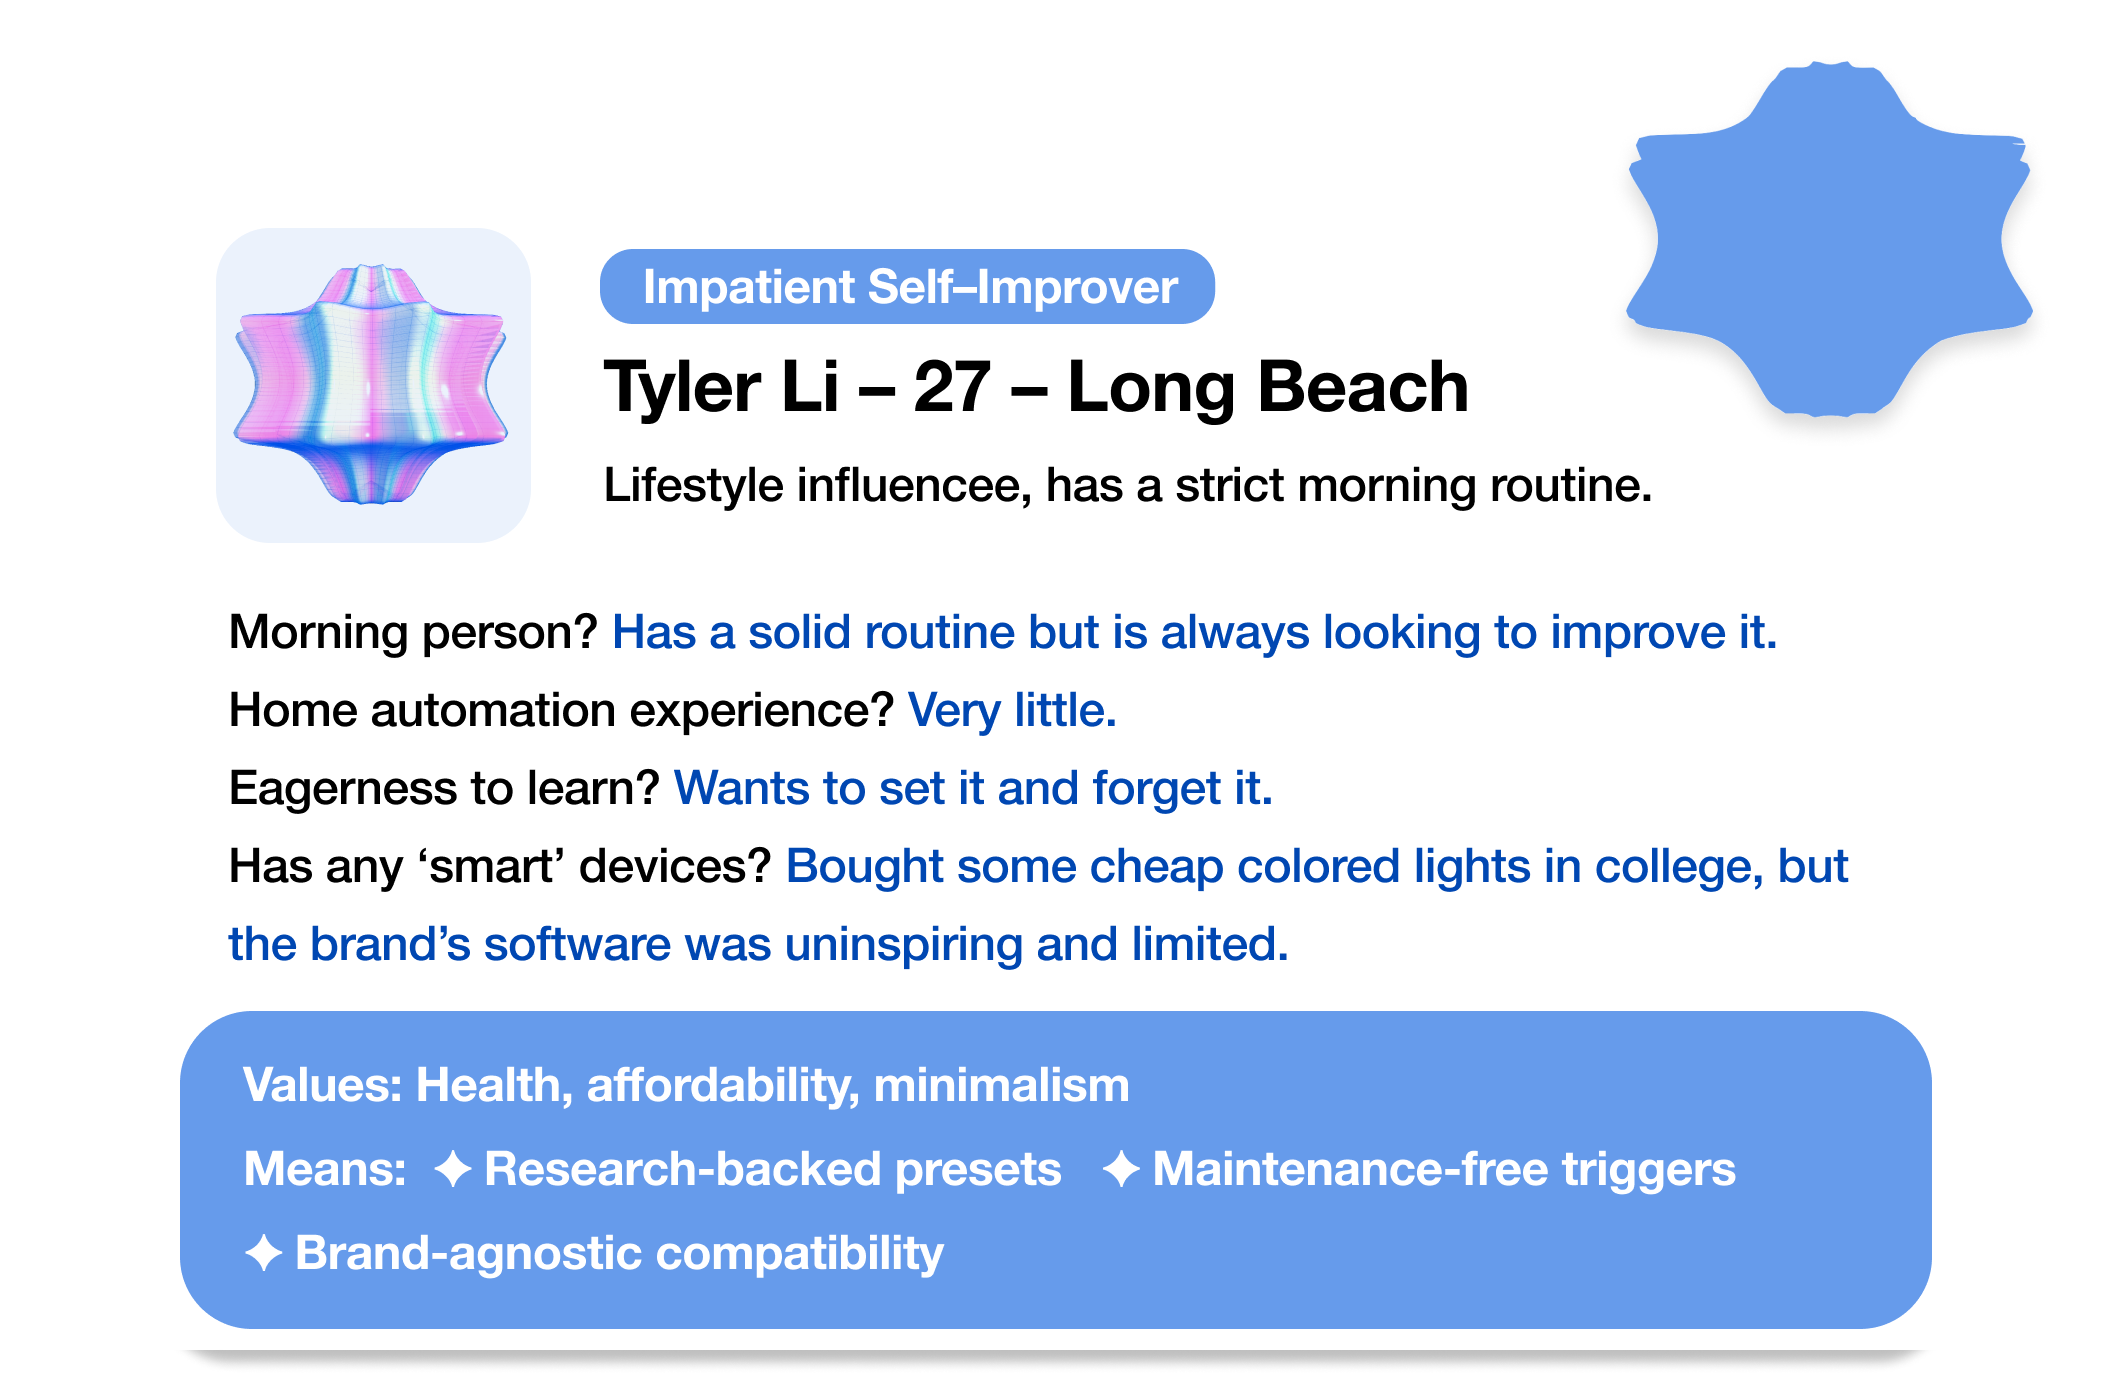 Impatient Self–Improver
Tyler Li – 27 – Long Beach
Lifestyle influencee, has a strict morning routine.
Morning person? Has a solid routine but is always looking to improve it.
Home automation experience? Very little.
Eagerness to learn? Wants to set it and forget it.
Has any ‘smart’ devices? Bought some cheap colored lights in college, but
the brand’s software was uninspiring and limited.
Values: Health, affordability, minimalism
Means: ✦ Research-backed presets ✦ Maintenance-free triggers
✦ Brand-agnostic compatibility